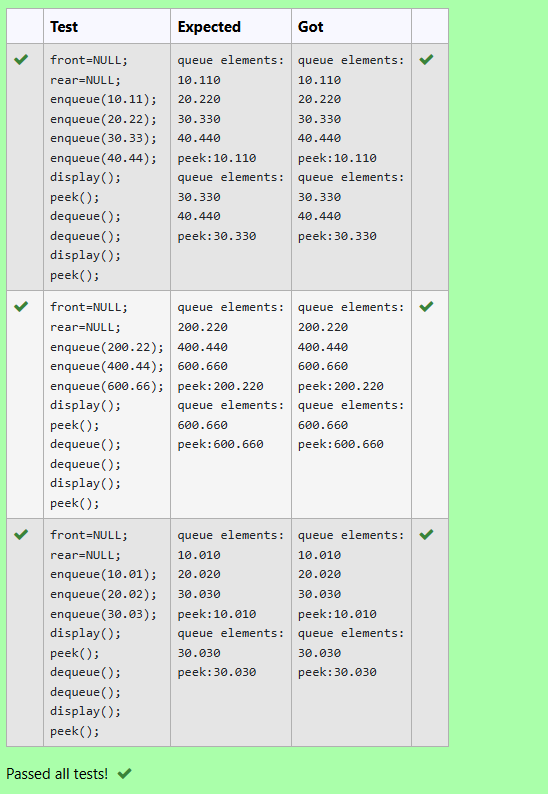 Test Expected Got
front=NULL; queue elements: queue elements:
rear=NULL; 10.110 10.110
enqueue(10.11); 20.220 20.220
enqueue(20.22); 30.330 30.330
enqueue(30.33); 40.440 40.440
enqueue(40.44); peek:10.110 peek:10.110
display(); queue elements: queue elements:
peek(); 30.330 30.330
dequeue(); 40.440 40.440
dequeue(); peek:30.330 peek:30.330
display();
peek();
front=NULL; queue elements: queue elements:
rear=NULL; 200.220 200.220
enqueue(200.22); 400.440 400.440
enqueue(400.44); 600.660 600.660
enqueue(600.66); peek:200.220 peek:200.220
display(); queue elements: queue elements:
peek(); 600.660 600.660
dequeue(); peek:600.660 peek:600.660
dequeue();
display();
peek();
front=NULL; queue elements: queue elements:
rear=NULL; 10.010 10.010
enqueue(10.01); 20.020 20.020
enqueue(20.02); 30.030 30.030
enqueue(30.03); peek:10.010 peek:10.010
display(); queue elements: queue elements:
peek(); 30.030 30.030
dequeue(); peek:30.030 peek:30.030
dequeue();
display();
peek();
Passed all tests!